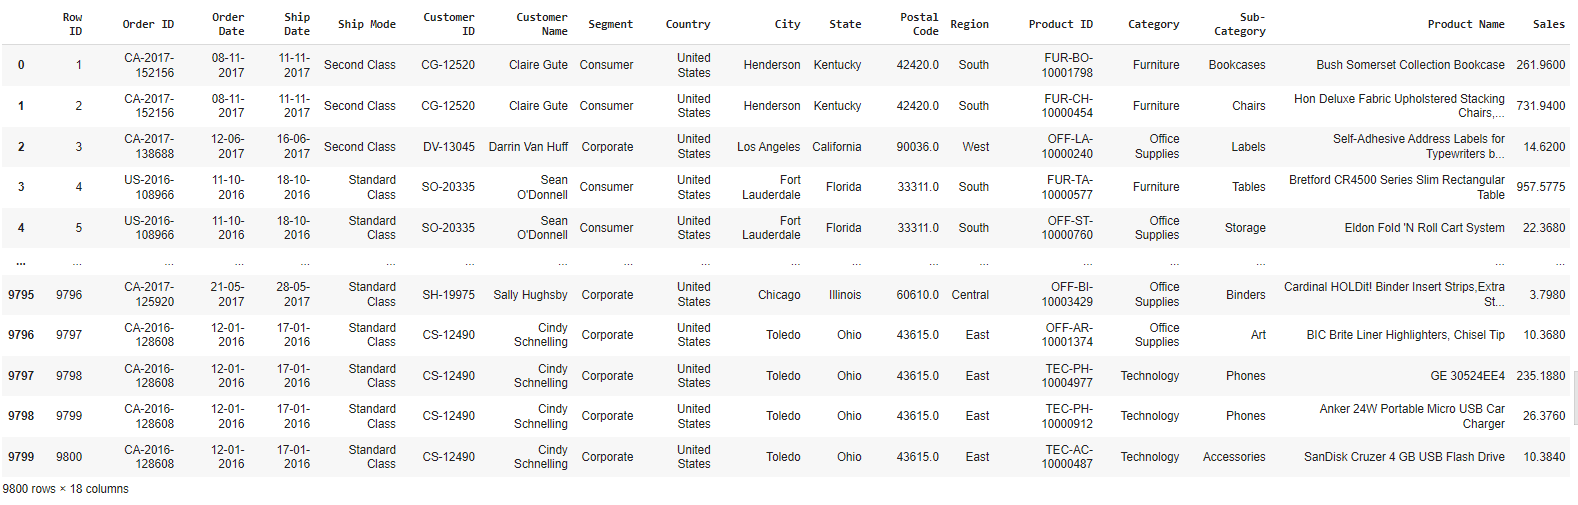 Row ID Order ID Order Date Ship Date Ship Mode Customer ID Customer Name Segment Country City State Postal Code Region Product ID Category Sub-Category Product Name Sales
0 1 CA-2017-152156 08-11-2017 11-11-2017 Second Class CG-12520 Claire Gute Consumer United States Henderson Kentucky 42420.0 South FUR-BO-10001798 Furniture Bookcases Bush Somerset Collection Bookcase 261.9600
1 2 CA-2017-152156 08-11-2017 11-11-2017 Second Class CG-12520 Claire Gute Consumer United States Henderson Kentucky 42420.0 South FUR-CH-10000454 Furniture Chairs Hon Deluxe Fabric Upholstered Stacking Chairs,... 731.9400
2 3 CA-2017-138688 12-06-2017 16-06-2017 Second Class DV-13045 Darrin Van Huff Corporate United States Los Angeles California 90036.0 West OFF-LA-10000240 Office Supplies Labels Self-Adhesive Address Labels for Typewriters b... 14.6200
3 4 US-2016-108966 11-10-2016 18-10-2016 Standard Class SO-20335 Sean O'Donnell Consumer United States Fort Lauderdale Florida 33311.0 South FUR-TA-10000577 Furniture Tables Bretford CR4500 Series Slim Rectangular Table 957.5775
4 5 US-2016-108966 11-10-2016 18-10-2016 Standard Class SO-20335 Sean O'Donnell Consumer United States Fort Lauderdale Florida 33311.0 South OFF-ST-10000760 Office Supplies Storage Eldon Fold 'N Roll Cart System 22.3680
... ... ... ... ... ... ... ... ... ... ... ... ... ... ... ... ... ... ...
9795 9796 CA-2017-125920 21-05-2017 28-05-2017 Standard Class SH-19975 Sally Hughsby Corporate United States Chicago Illinois 60610.0 Central OFF-BI-10003429 Office Supplies Binders Cardinal HOLDit! Binder Insert Strips,Extra St... 3.7980
9796 9797 CA-2016-128608 12-01-2016 17-01-2016 Standard Class CS-12490 Cindy Schnelling Corporate United States Toledo Ohio 43615.0 East OFF-AR-10001374 Office Supplies Art BIC Brite Liner Highlighters, Chisel Tip 10.3680
9797 9798 CA-2016-128608 12-01-2016 17-01-2016 Standard Class CS-12490 Cindy Schnelling Corporate United States Toledo Ohio 43615.0 East TEC-PH-10004977 Technology Phones GE 30524EE4 235.1880
9798 9799 CA-2016-128608 12-01-2016 17-01-2016 Standard Class CS-12490 Cindy Schnelling Corporate United States Toledo Ohio 43615.0 East TEC-PH-10000912 Technology Phones Anker 24W Portable Micro USB Car Charger 26.3760
9799 9800 CA-2016-128608 12-01-2016 17-01-2016 Standard Class CS-12490 Cindy Schnelling Corporate United States Toledo Ohio 43615.0 East TEC-AC-10000487 Technology Accessories SanDisk Cruzer 4 GB USB Flash Drive 10.3840
9800 rows × 18 columns